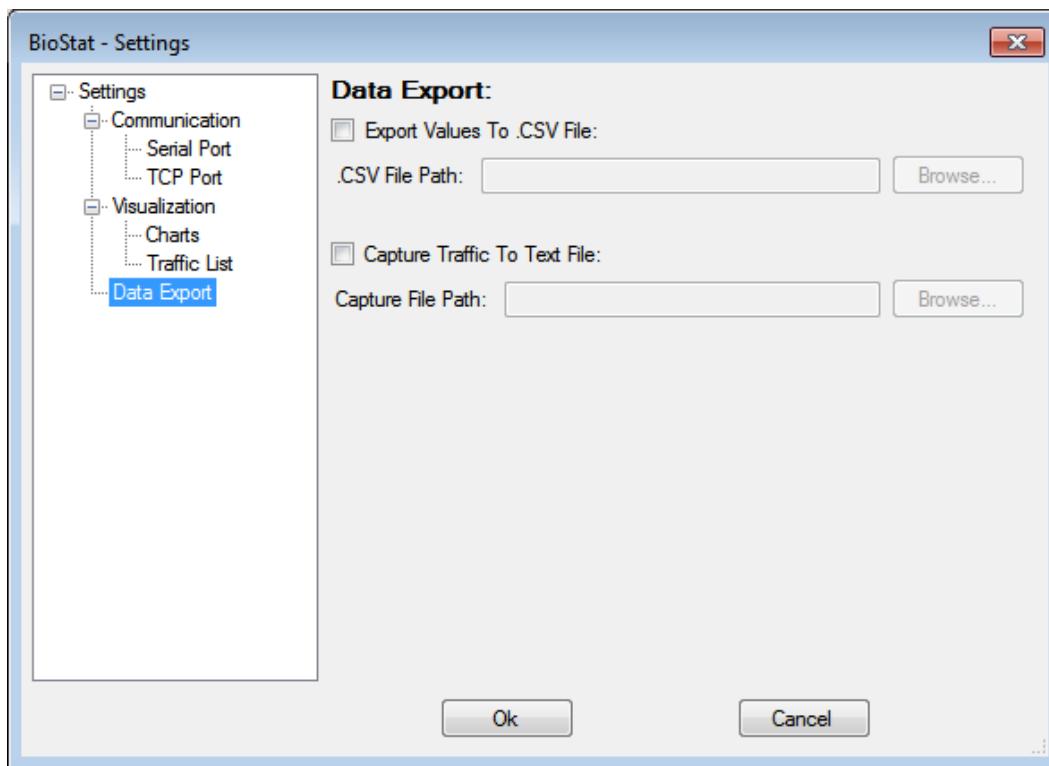 BioStat - Settings
Settings
Communication
Serial Port
TCP Port
Visualization
Charts
Traffic List
Data Export
Data Export:
Export Values To .CSV File:
.CSV File Path:
Browse...
Capture Traffic To Text File:
Capture File Path:
Browse...
Ok
Cancel